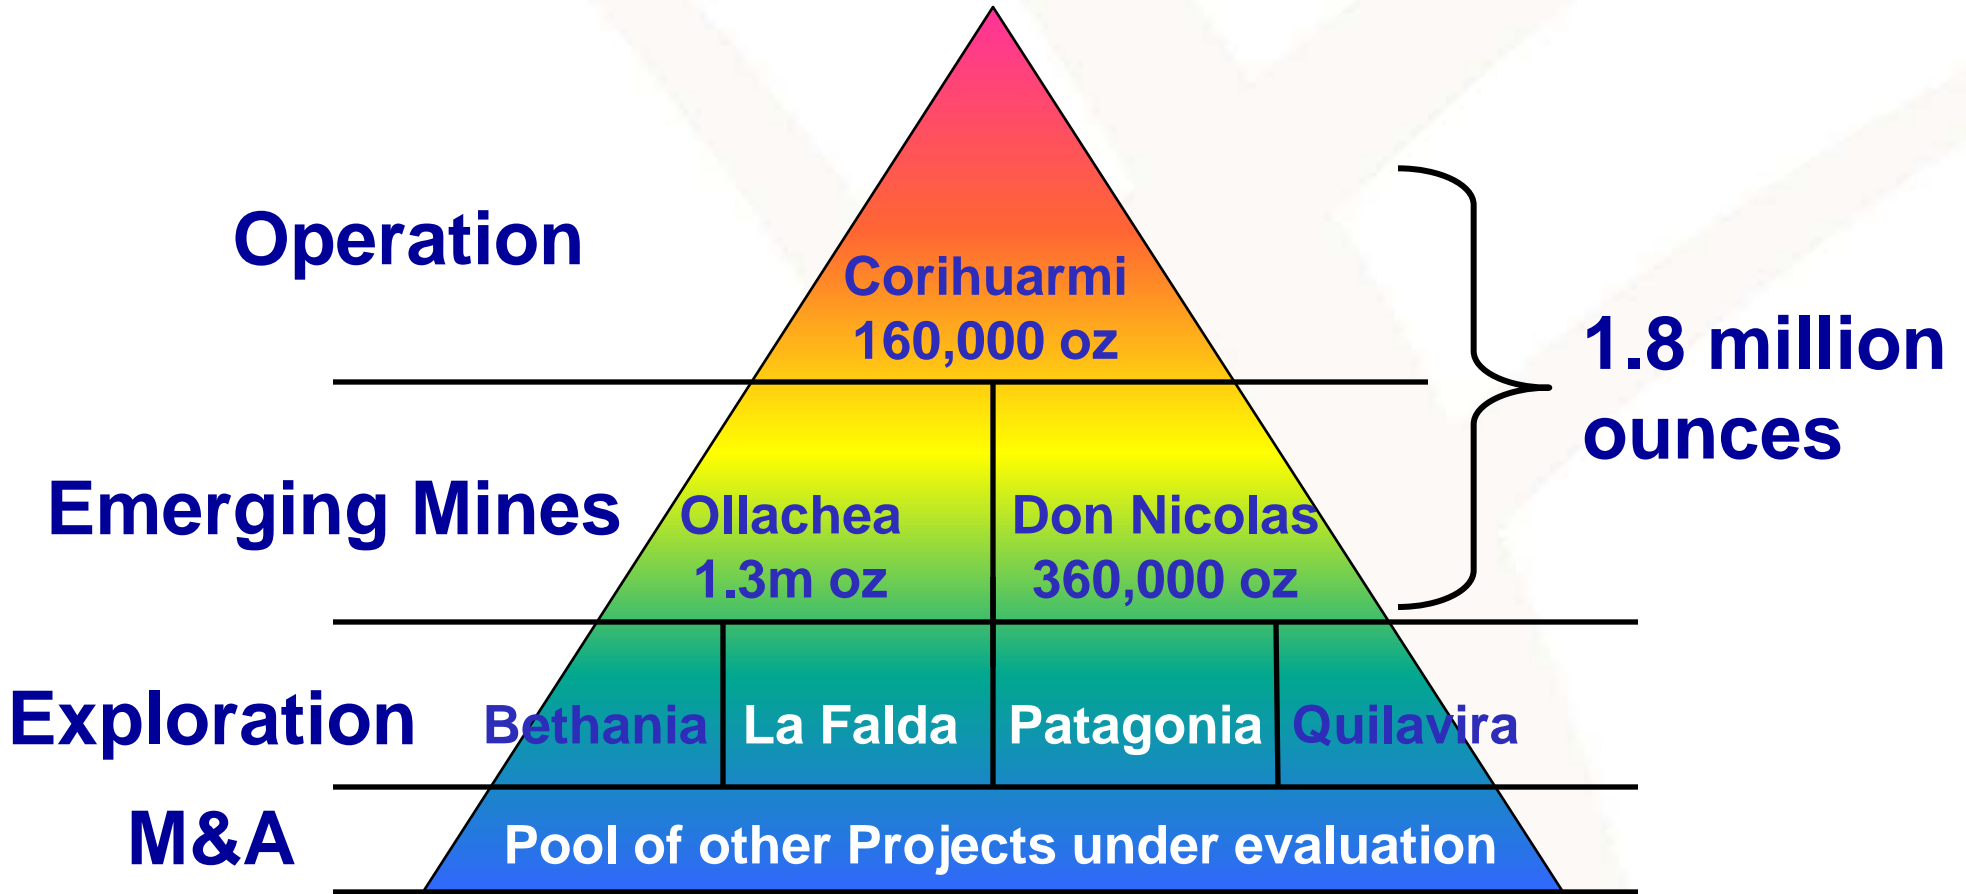 Operation
Corihuarmi
160,000 oz
1.8 million
ounces
Emerging Mines
Ollachea
1.3m oz
Don Nicolas
360,000 oz
Exploration
Bethania
La Falda
Patagonia
Quilavira
M&A
Pool of other Projects under evaluation